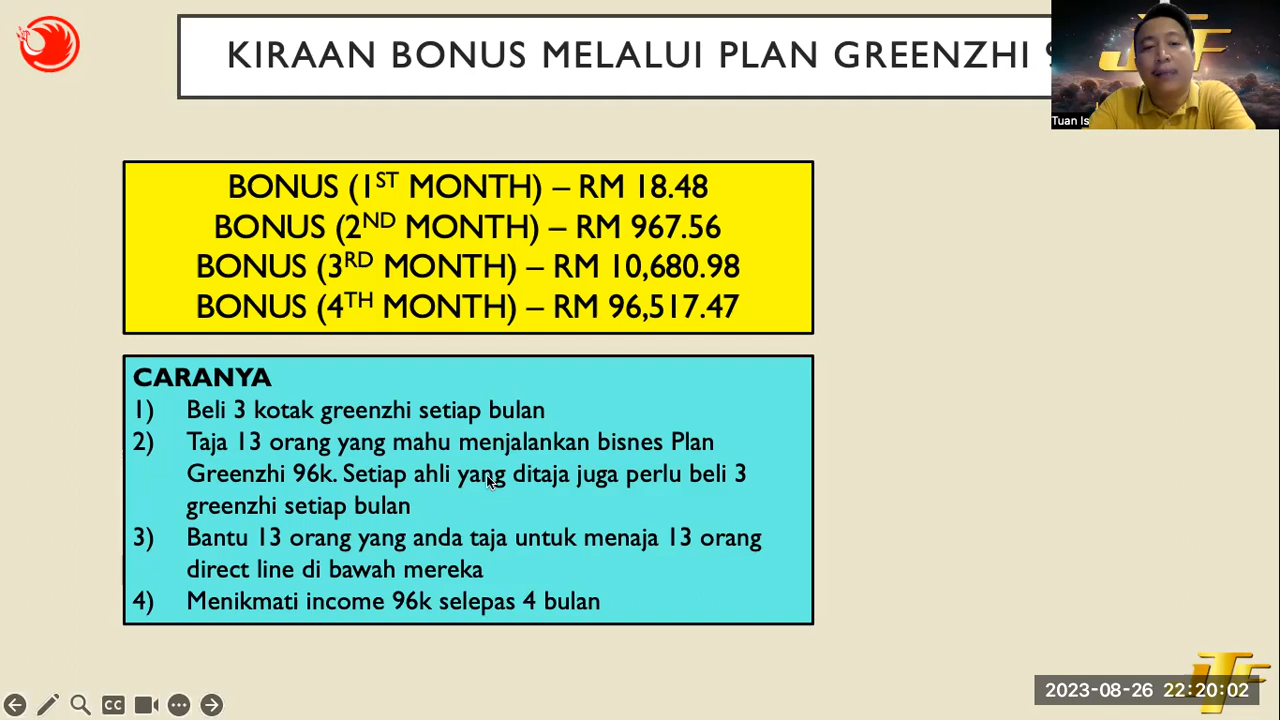 KIRAAN BONUS MELALUI PLAN GREENZHI
JTF
Tuan Is
BONUS (1ST MONTH) – RM 18.48
BONUS (2ND MONTH) – RM 967.56
BONUS (3RD MONTH) – RM 10,680.98
BONUS (4TH MONTH) – RM 96,517.47
CARANYA
1) Beli 3 kotak greenzhi setiap bulan
2) Taja 13 orang yang mahu menjalankan bisnes Plan
Greenzhi 96k. Setiap ahli yang ditaja juga perlu beli 3
greenzhi setiap bulan
3) Bantu 13 orang yang anda taja untuk menaja 13 orang
direct line di bawah mereka
4) Menikmati income 96k selepas 4 bulan
CC
JTF
2023-08-26 22:20:02